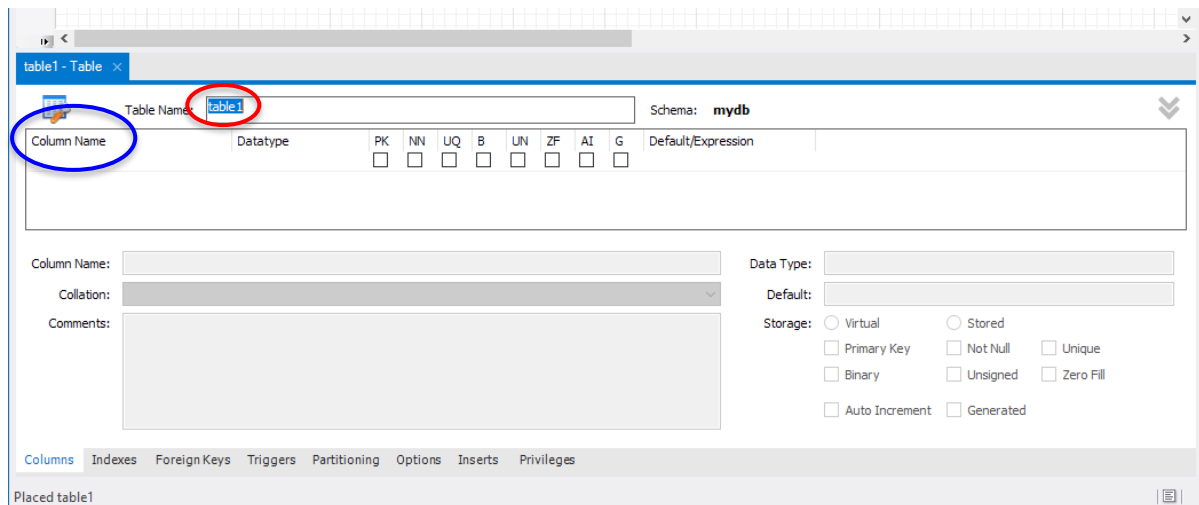 table1 - Table ×
Table Name: table1 Schema: mydb
Column Name Datatype PK NN UQ B UN ZF AI G Default/Expression
Column Name: Data Type:
Collation: Default:
Comments: Storage: Virtual Stored
Primary Key Not Null Unique
Binary Unsigned Zero Fill
Auto Increment Generated
Columns Indexes Foreign Keys Triggers Partitioning Options Inserts Privileges
Placed table1